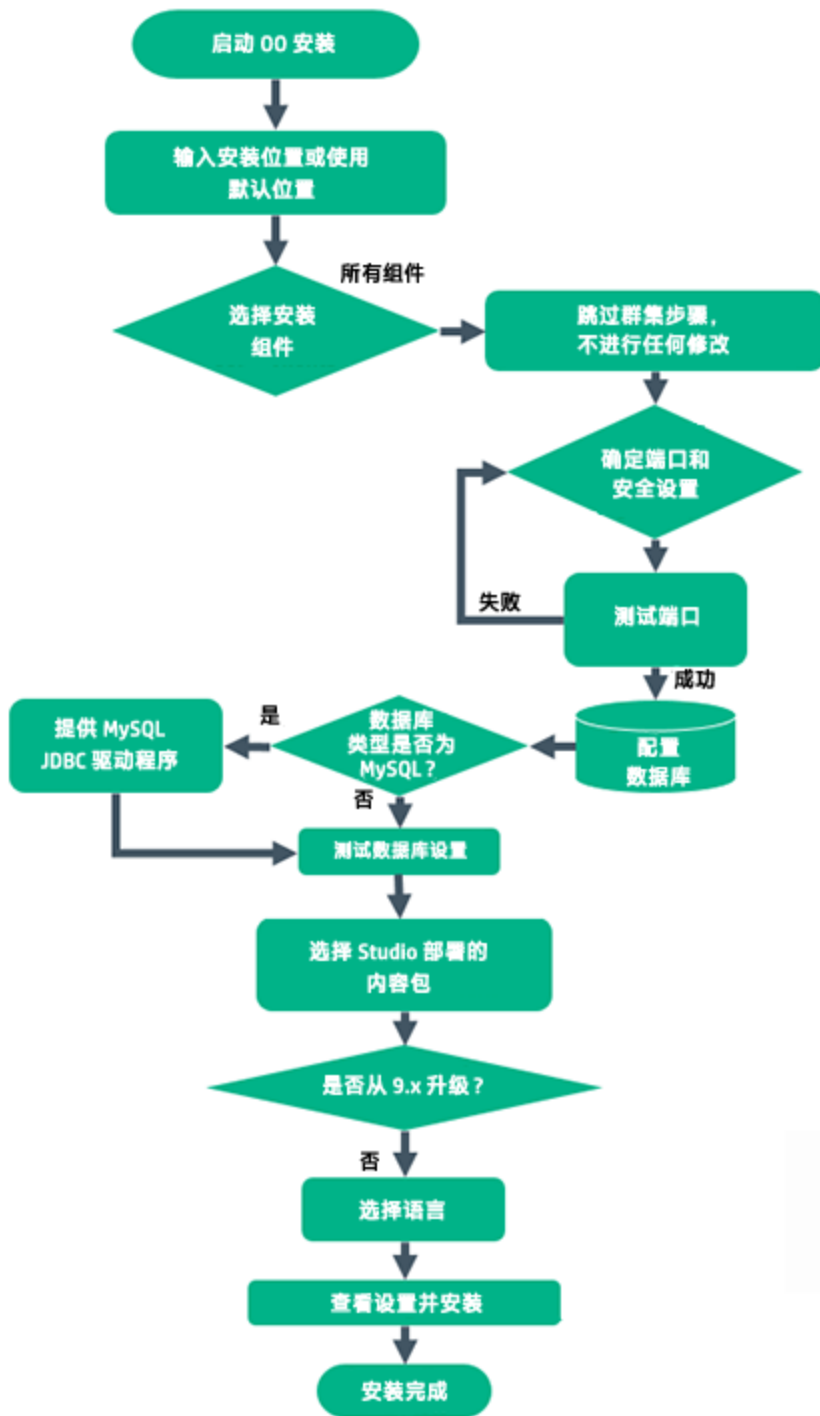 启动 OO 安装
输入安装位置或使用
默认位置
所有组件
选择安装
组件
跳过群集步骤，
不进行任何修改
确定端口和
安全设置
失败
测试端口
成功
配置
数据库
数据库
类型是否为
MySQL？
是
提供 MySQL
JDBC 驱动程序
否
测试数据库设置
选择 Studio 部署的
内容包
是否从 9.x 升级？
否
选择语言
查看设置并安装
安装完成